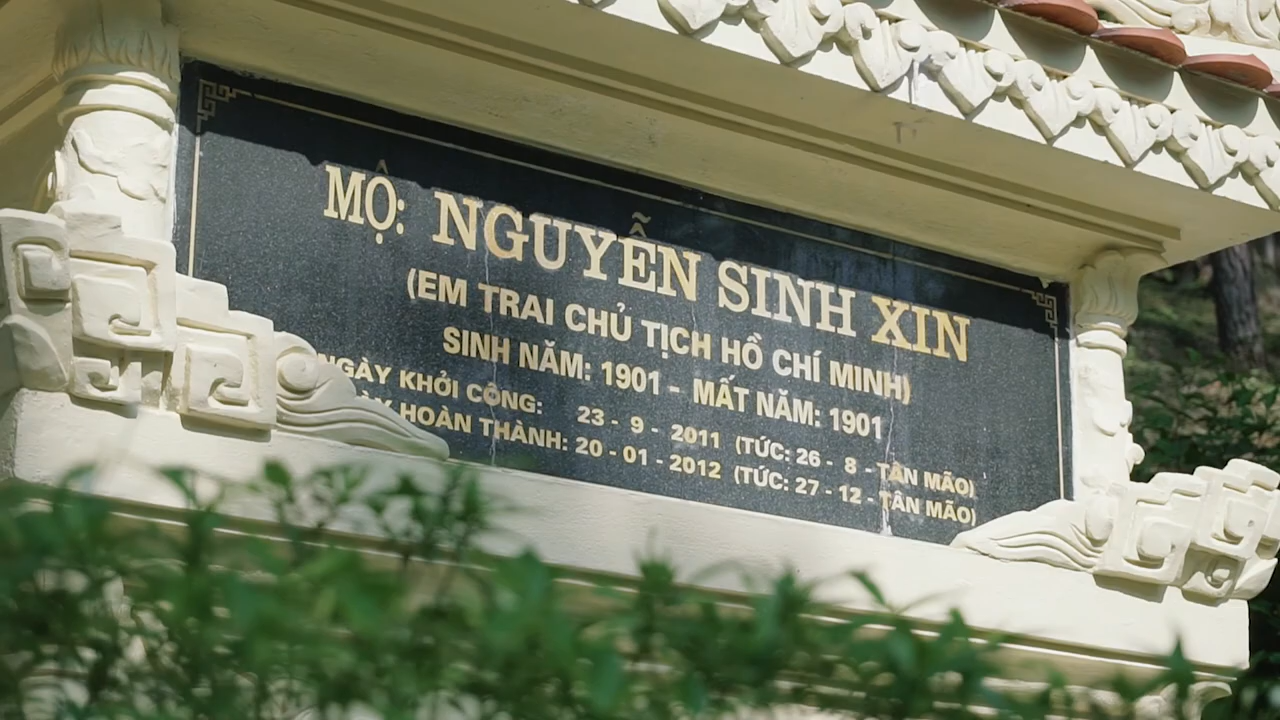 MỘ: NGUYỄN SINH XIN
(EM TRAI CHỦ TỊCH HỒ CHÍ MINH)
SINH NĂM: 1901 - MẤT NĂM: 1901
NGÀY KHỞI CÔNG: 23 - 9 - 2011 (TỨC: 26 - 8 - TÂN MÃO)
HOÀN THÀNH: 20 - 01 - 2012 (TỨC: 27 - 12 - TÂN MÃO)